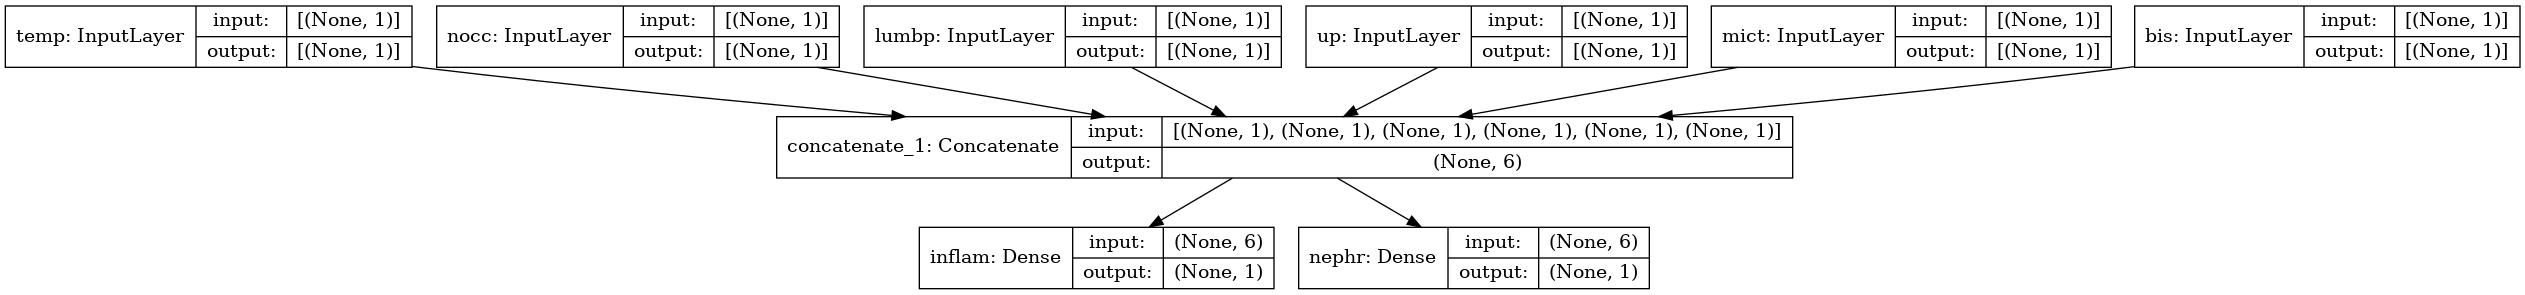 temp: InputLayer
input: [(None, 1)]
output: [(None, 1)]
nocc: InputLayer
input: [(None, 1)]
output: [(None, 1)]
lumbp: InputLayer
input: [(None, 1)]
output: [(None, 1)]
up: InputLayer
input: [(None, 1)]
output: [(None, 1)]
mict: InputLayer
input: [(None, 1)]
output: [(None, 1)]
bis: InputLayer
input: [(None, 1)]
output: [(None, 1)]
concatenate_1: Concatenate
input: [(None, 1), (None, 1), (None, 1), (None, 1), (None, 1), (None, 1)]
output: (None, 6)
inflam: Dense
input: (None, 6)
output: (None, 1)
nephr: Dense
input: (None, 6)
output: (None, 1)